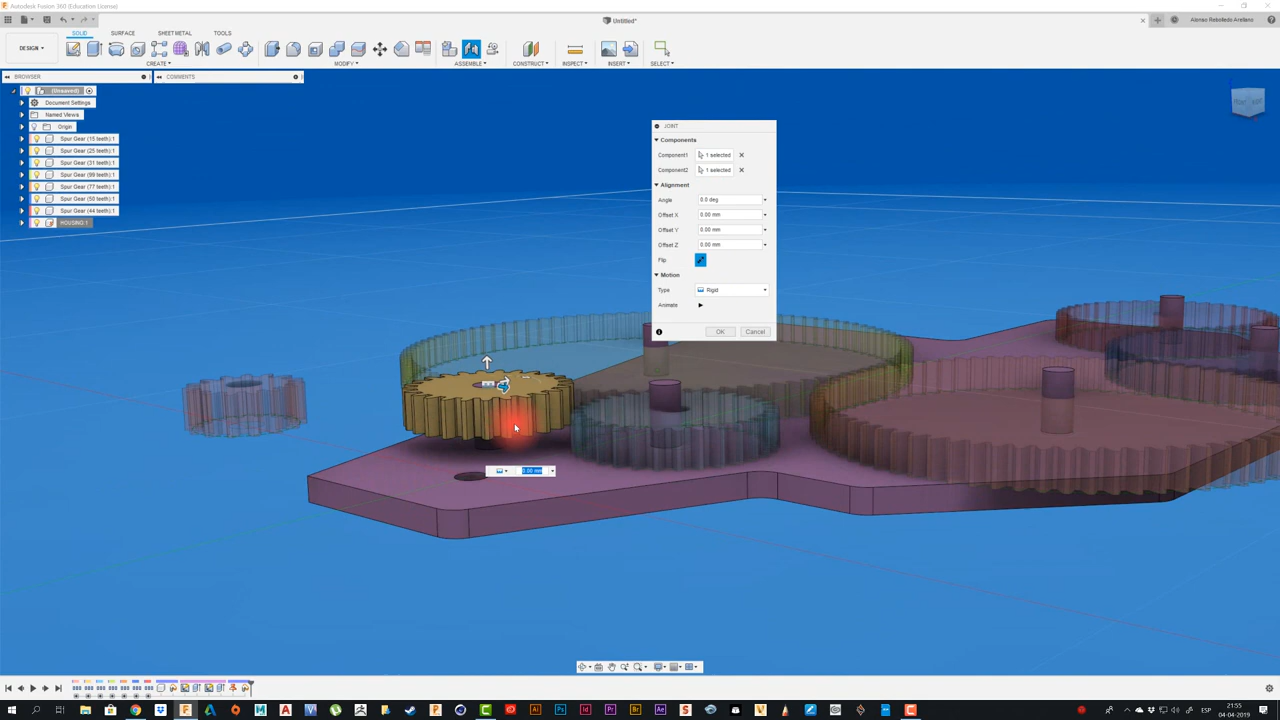 Autodesk Fusion 360 (Education License)
Untitled*
Alonso Rebolledo Arellano
SOLID
SURFACE
SHEET METAL
TOOLS
DESIGN
CREATE
MODIFY
ASSEMBLE
CONSTRUCT
INSPECT
INSERT
SELECT
BROWSER
COMMENTS
(Unsaved)
Document Settings
Named Views
Origin
Spur Gear (15 teeth):1
Spur Gear (25 teeth):1
Spur Gear (31 teeth):1
Spur Gear (99 teeth):1
Spur Gear (77 teeth):1
Spur Gear (50 teeth):1
Spur Gear (44 teeth):1
HOUSING:1
JOINT
Components
Component1 1 selected
Component2 1 selected
Alignment
Angle 0.0 deg
Offset X 0.00 mm
Offset Y 0.00 mm
Offset Z 0.00 mm
Flip
Motion
Type Rigid
Animate
OK Cancel
0.00 mm
ESP 21:55
04-04-2019